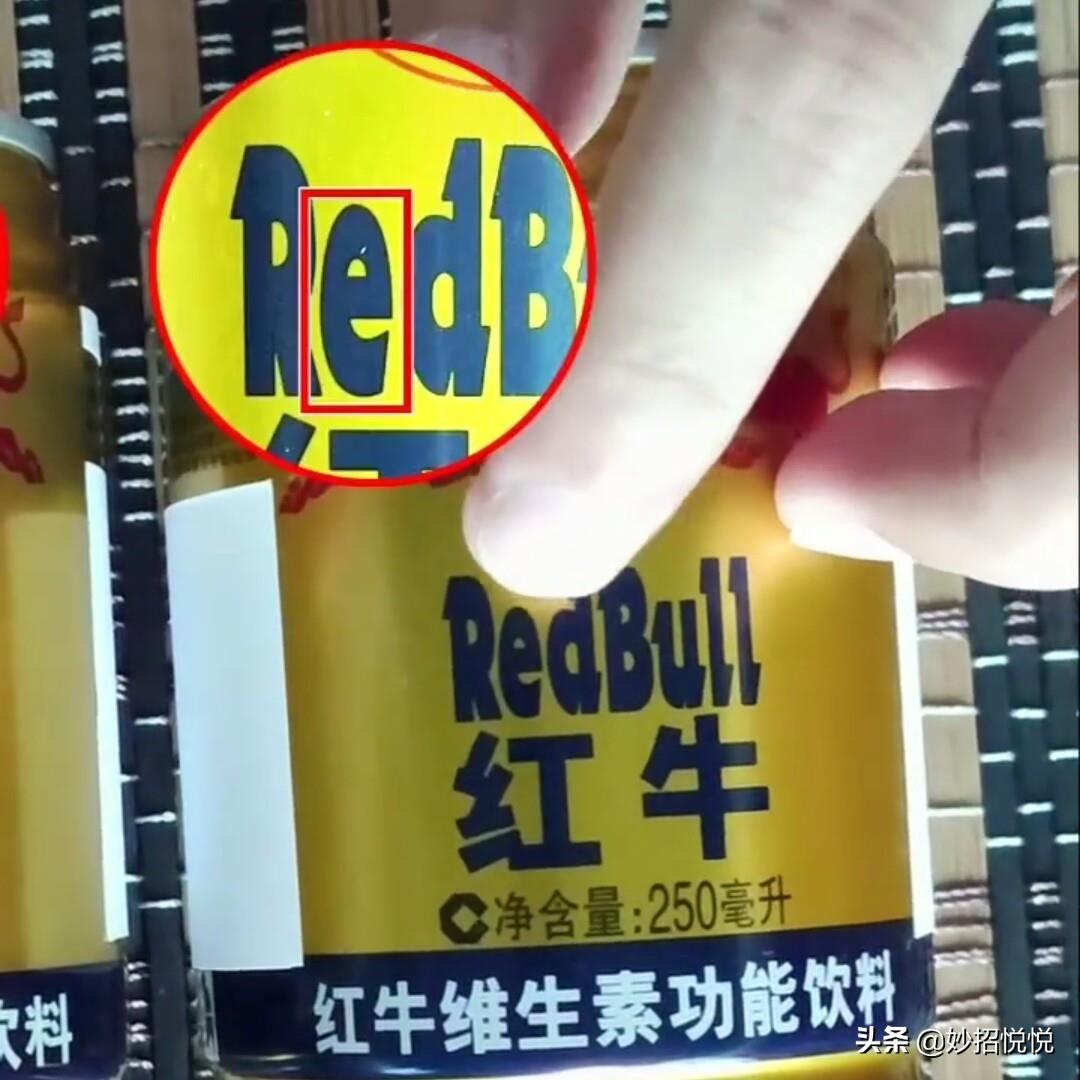 RedB
RedBull
红牛
C净含量:250毫升
红牛维生素功能饮料
饮料
头条 @妙招悦悦